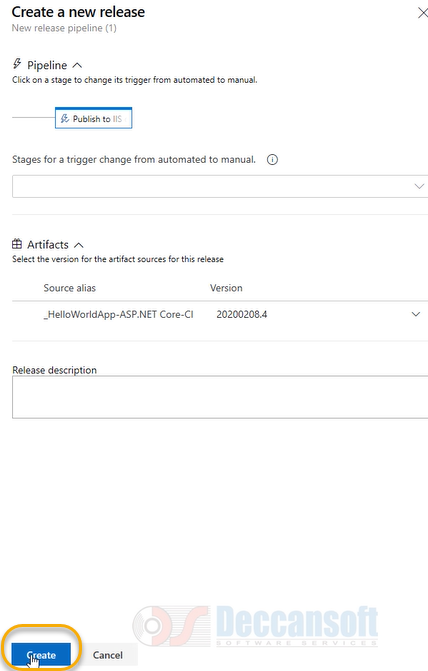 Create a new release
New release pipeline (1)
Pipeline
Click on a stage to change its trigger from automated to manual.
Publish to IIS
Stages for a trigger change from automated to manual.
Artifacts
Select the version for the artifact sources for this release
Source alias Version
_HelloWorldApp-ASP.NET Core-CI 20200208.4
Release description
DSS Deccansoft
SOFTWARE SERVICES
Create Cancel